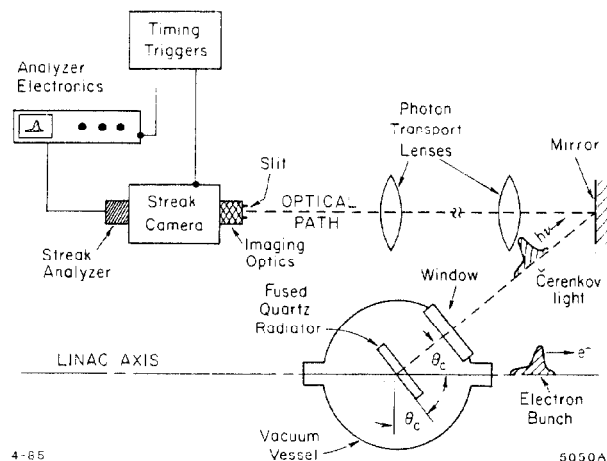 Timing
Triggers
Analyzer
Electronics
Photon
Transport
Lenses
Mirror
Slit
Streak
Camera
OPTICAL
PATH
hν
Streak
Analyzer
Imaging
Optics
Window
Čerenkov
light
Fused
Quartz
Radiator
θc
LINAC AXIS
e-
θc
Electron
Bunch
Vacuum
Vessel
4-85
5050A